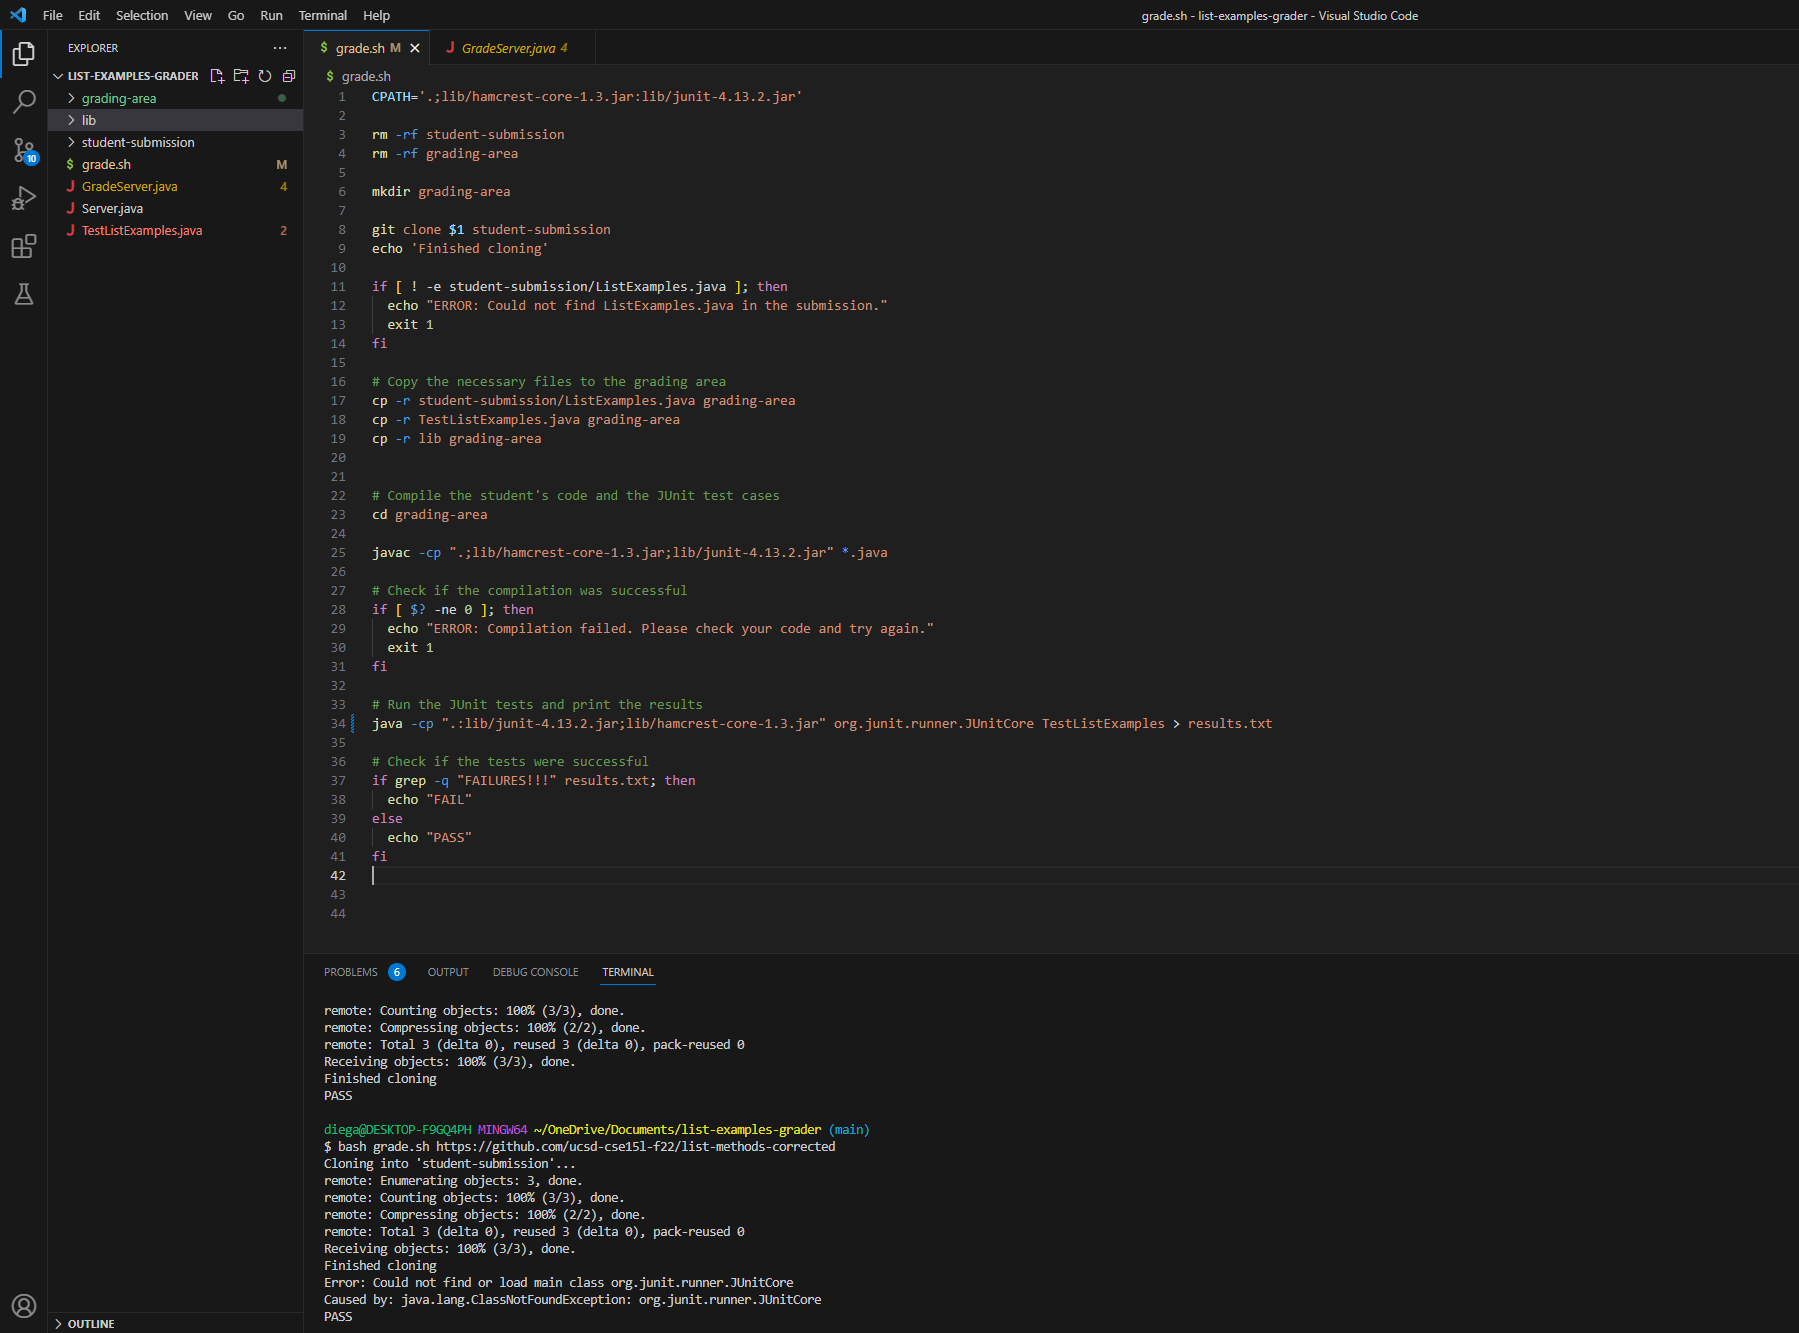 File Edit Selection View Go Run Terminal Help
grade.sh - list-examples-grader - Visual Studio Code
EXPLORER
LIST-EXAMPLES-GRADER
grading-area
lib
student-submission
$ grade.sh M
J GradeServer.java 4
J Server.java
J TestListExamples.java 2
10
OUTLINE
$ grade.sh M
J GradeServer.java 4
$ grade.sh
1 CPATH='.;lib/hamcrest-core-1.3.jar:lib/junit-4.13.2.jar'
2
3 rm -rf student-submission
4 rm -rf grading-area
5
6 mkdir grading-area
7
8 git clone $1 student-submission
9 echo 'Finished cloning'
10
11 if [ ! -e student-submission/ListExamples.java ]; then
12 echo "ERROR: Could not find ListExamples.java in the submission."
13 exit 1
14 fi
15
16 # Copy the necessary files to the grading area
17 cp -r student-submission/ListExamples.java grading-area
18 cp -r TestListExamples.java grading-area
19 cp -r lib grading-area
20
21
22 # Compile the student's code and the JUnit test cases
23 cd grading-area
24
25 javac -cp ".;lib/hamcrest-core-1.3.jar;lib/junit-4.13.2.jar" *.java
26
27 # Check if the compilation was successful
28 if [ $? -ne 0 ]; then
29 echo "ERROR: Compilation failed. Please check your code and try again."
30 exit 1
31 fi
32
33 # Run the JUnit tests and print the results
34 java -cp ".:lib/junit-4.13.2.jar;lib/hamcrest-core-1.3.jar" org.junit.runner.JUnitCore TestListExamples > results.txt
35
36 # Check if the tests were successful
37 if grep -q "FAILURES!!!" results.txt; then
38 echo "FAIL"
39 else
40 echo "PASS"
41 fi
42
43
44
PROBLEMS 6 OUTPUT DEBUG CONSOLE TERMINAL
remote: Counting objects: 100% (3/3), done.
remote: Compressing objects: 100% (2/2), done.
remote: Total 3 (delta 0), reused 3 (delta 0), pack-reused 0
Receiving objects: 100% (3/3), done.
Finished cloning
PASS
diega@DESKTOP-F9GQ4PH MINGW64 ~/OneDrive/Documents/list-examples-grader (main)
$ bash grade.sh https://github.com/ucsd-cse15l-f22/list-methods-corrected
Cloning into 'student-submission'...
remote: Enumerating objects: 3, done.
remote: Counting objects: 100% (3/3), done.
remote: Compressing objects: 100% (2/2), done.
remote: Total 3 (delta 0), reused 3 (delta 0), pack-reused 0
Receiving objects: 100% (3/3), done.
Finished cloning
Error: Could not find or load main class org.junit.runner.JUnitCore
Caused by: java.lang.ClassNotFoundException: org.junit.runner.JUnitCore
PASS